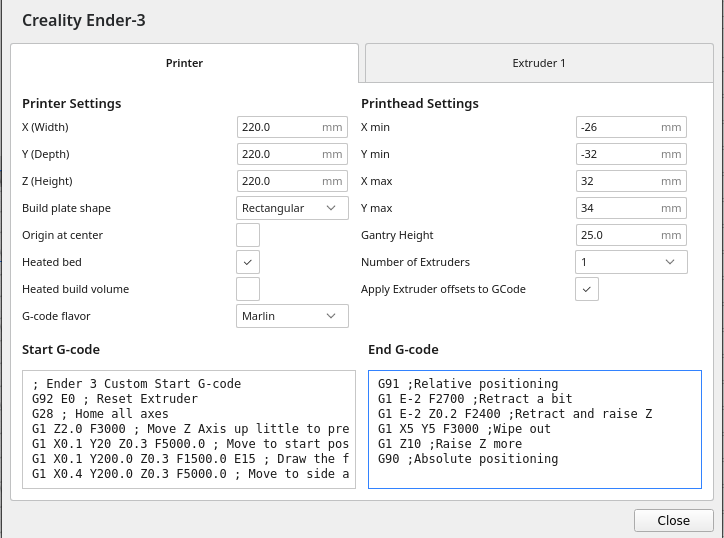 Creality Ender-3
Printer
Extruder 1
Printer Settings
X (Width)
220.0 mm
Y (Depth)
220.0 mm
Z (Height)
220.0 mm
Build plate shape
Rectangular
Origin at center
Heated bed
Heated build volume
G-code flavor
Marlin
Printhead Settings
X min
-26 mm
Y min
-32 mm
X max
32 mm
Y max
34 mm
Gantry Height
25.0 mm
Number of Extruders
1
Apply Extruder offsets to GCode
Start G-code
; Ender 3 Custom Start G-code
G92 E0 ; Reset Extruder
G28 ; Home all axes
G1 Z2.0 F3000 ; Move Z Axis up little to pre
G1 X0.1 Y20 Z0.3 F5000.0 ; Move to start pos
G1 X0.1 Y200.0 Z0.3 F1500.0 E15 ; Draw the f
G1 X0.4 Y200.0 Z0.3 F5000.0 ; Move to side a
End G-code
G91 ;Relative positioning
G1 E-2 F2700 ;Retract a bit
G1 E-2 Z0.2 F2400 ;Retract and raise Z
G1 X5 Y5 F3000 ;Wipe out
G1 Z10 ;Raise Z more
G90 ;Absolute positioning
Close